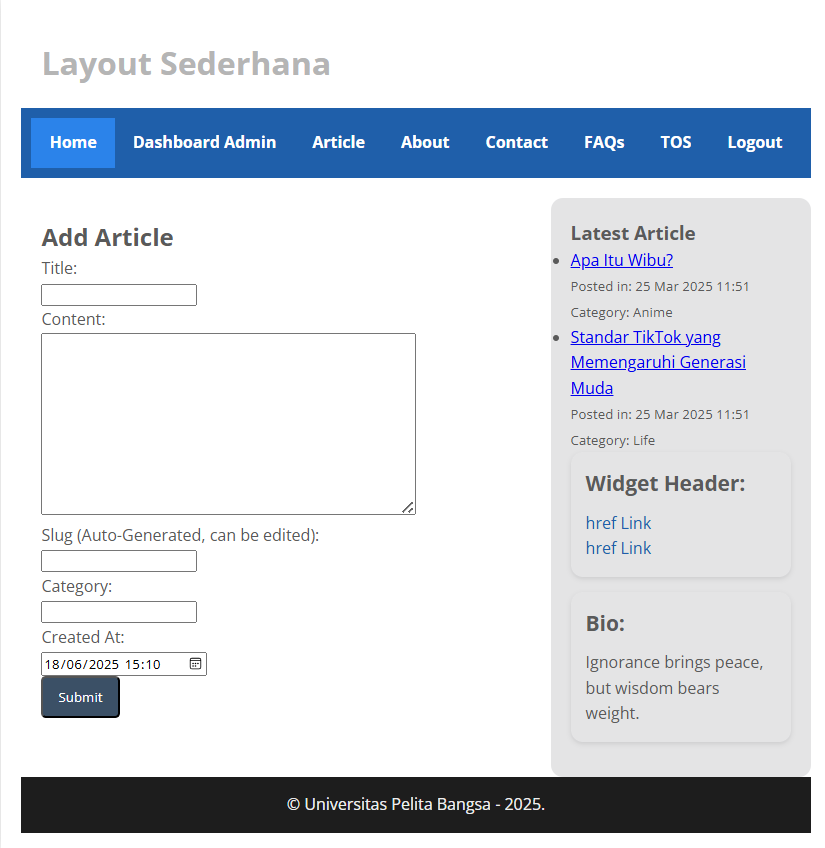 Layout Sederhana
Home Dashboard Admin Article About Contact FAQs TOS Logout
Add Article
Title:
Content:
Slug (Auto-Generated, can be edited):
Category:
Created At:
18/06/2025 15:10
Submit
Latest Article
Apa Itu Wibu?
Posted in: 25 Mar 2025 11:51
Category: Anime
Standar TikTok yang
Memengaruhi Generasi
Muda
Posted in: 25 Mar 2025 11:51
Category: Life
Widget Header:
href Link
href Link
Bio:
Ignorance brings peace,
but wisdom bears
weight.
© Universitas Pelita Bangsa - 2025.